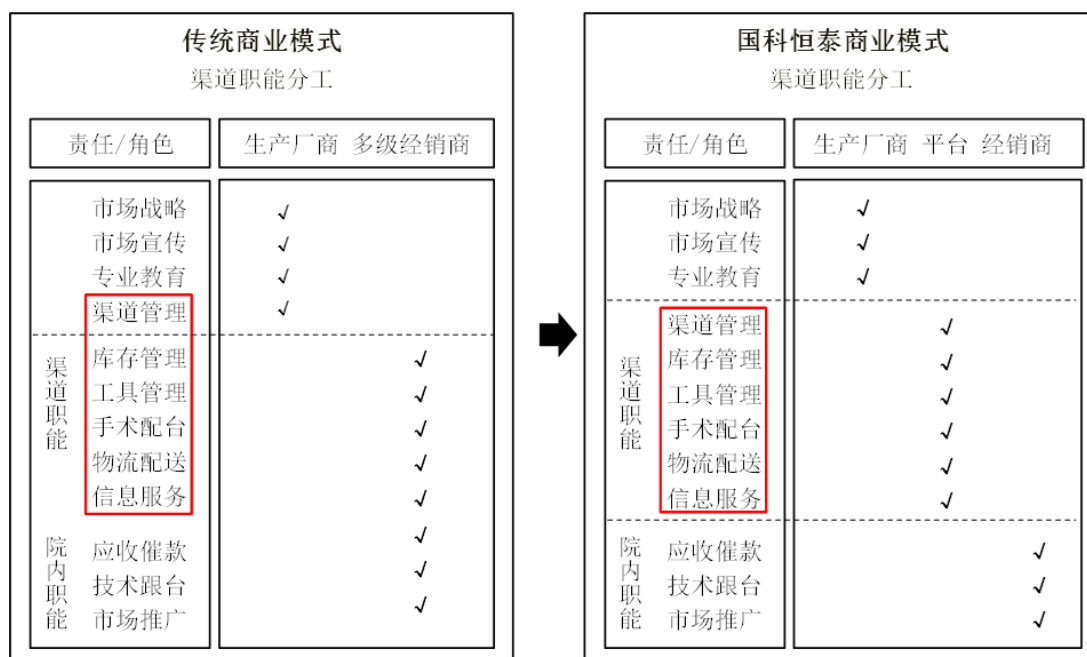 传统商业模式
渠道职能分工
责任/角色 生产厂商 多级经销商
市场战略 √
市场宣传 √
专业教育 √
渠道管理 √
渠道职能
库存管理 √
工具管理 √
手术配台 √
物流配送 √
信息服务 √
院内职能
应收催款 √
技术跟台 √
市场推广 √
国科恒泰商业模式
渠道职能分工
责任/角色 生产厂商 平台 经销商
市场战略 √
市场宣传 √
专业教育 √
渠道职能
渠道管理 √
库存管理 √
工具管理 √
手术配台 √
物流配送 √
信息服务 √
院内职能
应收催款 √
技术跟台 √
市场推广 √